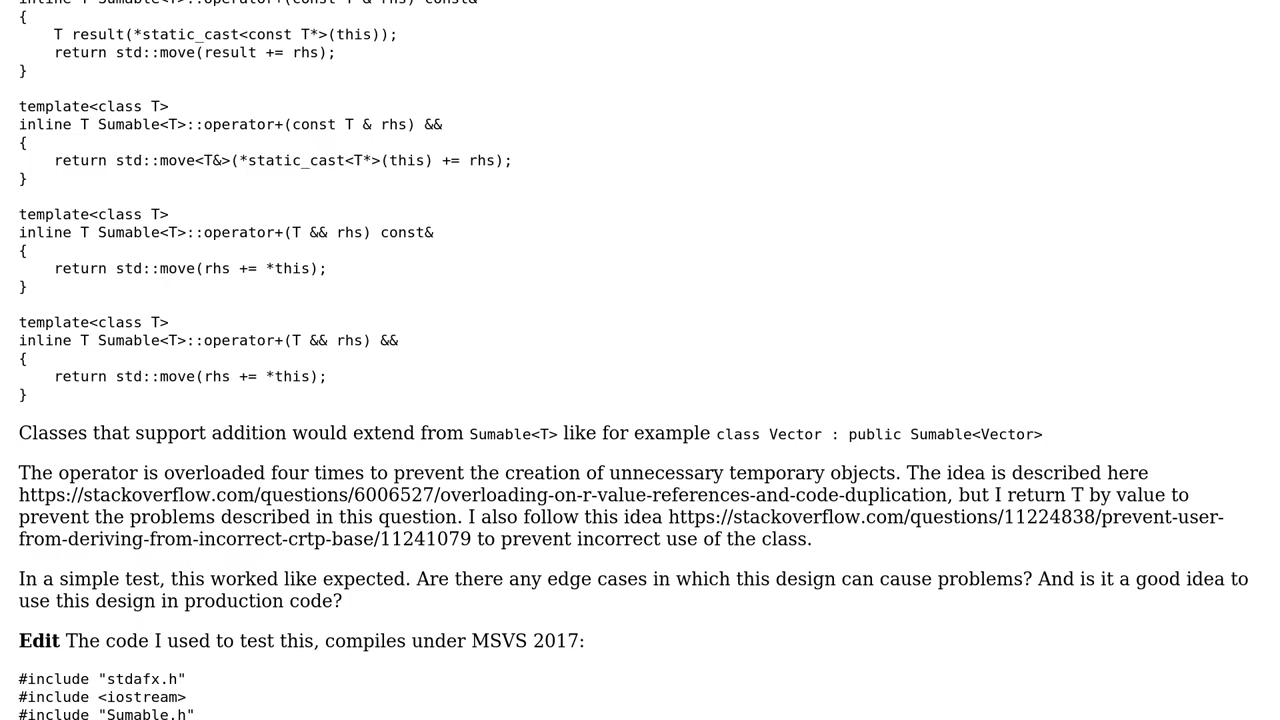 inline T Sumable<T>::operator+(const T & rhs) const&
{
    T result(*static_cast<const T*>(this));
    return std::move(result += rhs);
}
template<class T>
inline T Sumable<T>::operator+(const T & rhs) &&
{
    return std::move<T&>(*static_cast<T*>(this) += rhs);
}
template<class T>
inline T Sumable<T>::operator+(T && rhs) const&
{
    return std::move(rhs += *this);
}
template<class T>
inline T Sumable<T>::operator+(T && rhs) &&
{
    return std::move(rhs += *this);
}
Classes that support addition would extend from Sumable<T> like for example class Vector : public Sumable<Vector>
The operator is overloaded four times to prevent the creation of unnecessary temporary objects. The idea is described here
https://stackoverflow.com/questions/6006527/overloading-on-r-value-references-and-code-duplication, but I return T by value to
prevent the problems described in this question. I also follow this idea https://stackoverflow.com/questions/11224838/prevent-user-
from-deriving-from-incorrect-crtp-base/11241079 to prevent incorrect use of the class.
In a simple test, this worked like expected. Are there any edge cases in which this design can cause problems? And is it a good idea to
use this design in production code?
Edit The code I used to test this, compiles under MSVS 2017:
#include "stdafx.h"
#include <iostream>
#include "Sumable.h"